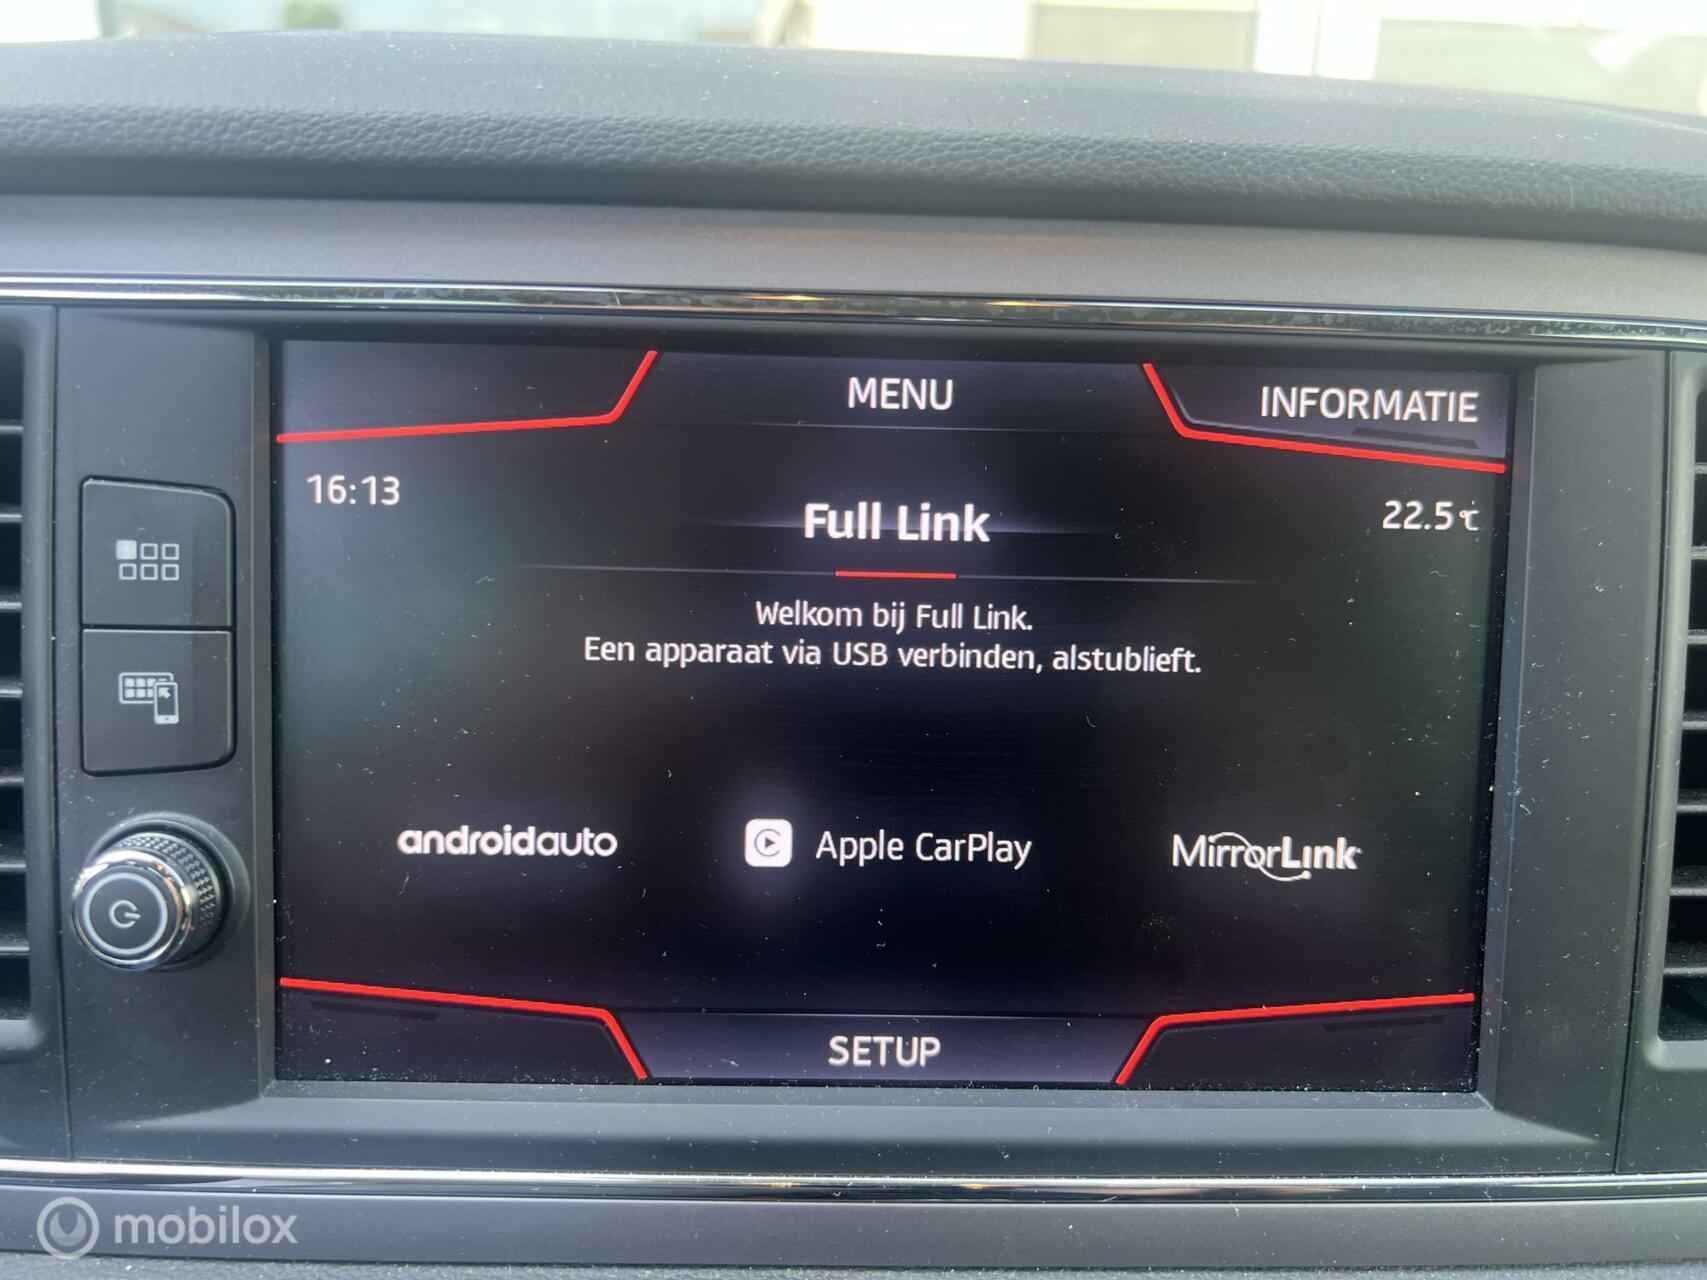 MENU
INFORMATIE
16:13
22.5℃
Full Link
Welkom bij Full Link.
Een apparaat via USB verbinden, alstublieft.
androidauto
Apple CarPlay
MirrorLink
SETUP
mobilox